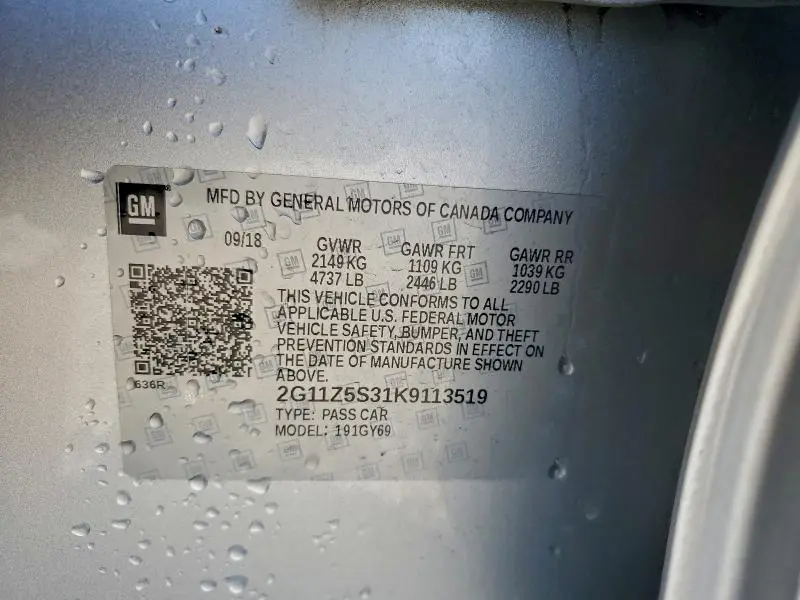 GM
MFD BY GENERAL MOTORS OF CANADA COMPANY
09/18 GVWR GAWR FRT GAWR RR
2149 KG 1109 KG 1039 KG
4737 LB 2446 LB 2290 LB
THIS VEHICLE CONFORMS TO ALL
APPLICABLE U.S. FEDERAL MOTOR
VEHICLE SAFETY, BUMPER, AND THEFT
PREVENTION STANDARDS IN EFFECT ON
THE DATE OF MANUFACTURE SHOWN
ABOVE.
636R
2G11Z5S31K9113519
TYPE: PASS CAR
MODEL: 191GY69